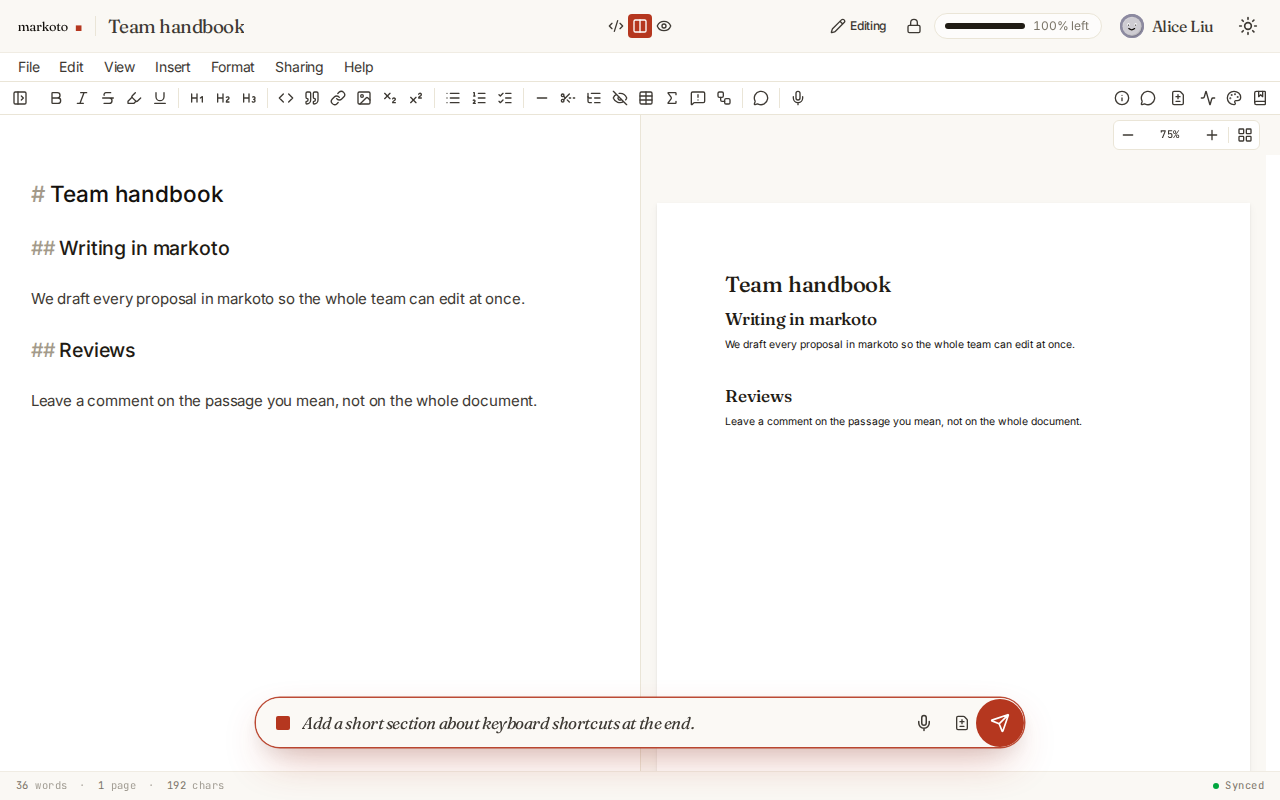 markoto
Team handbook
Editing
100% left
Alice Liu
File Edit View Insert Format Sharing Help
H1 H2 H3
75%
# Team handbook
## Writing in markoto
We draft every proposal in markoto so the whole team can edit at once.
## Reviews
Leave a comment on the passage you mean, not on the whole document.
Team handbook
Writing in markoto
We draft every proposal in markoto so the whole team can edit at once.
Reviews
Leave a comment on the passage you mean, not on the whole document.
Add a short section about keyboard shortcuts at the end.
36 words · 1 page · 192 chars
Synced